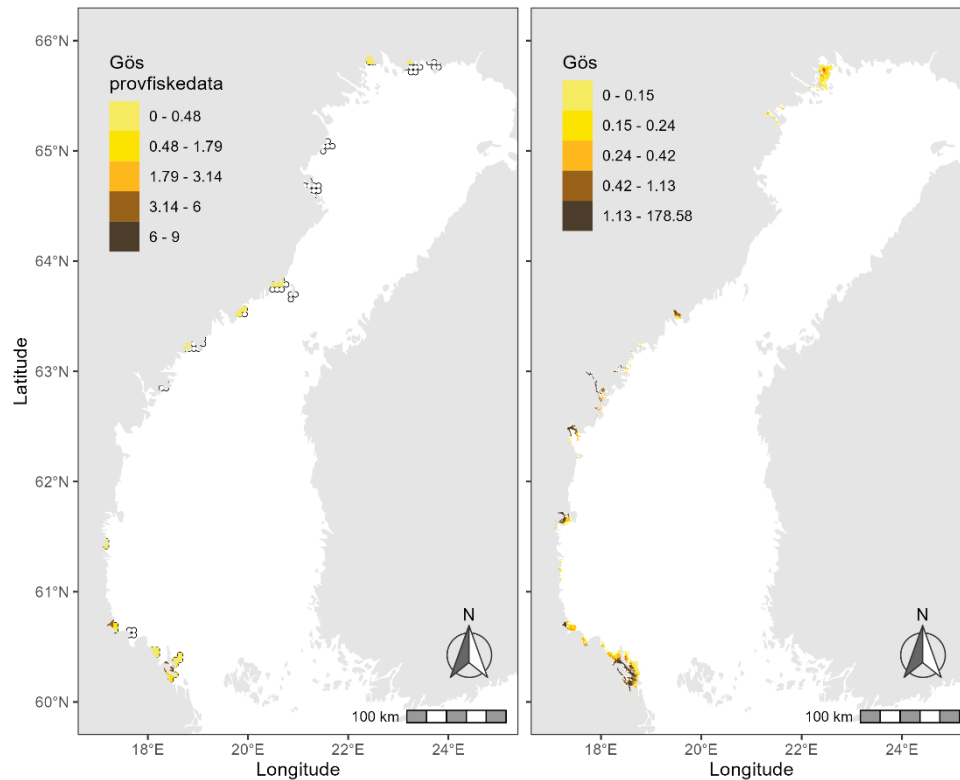 66°N
65°N
64°N
63°N
62°N
61°N
60°N
Latitude
Gös
provfiskedata
0 - 0.48
0.48 - 1.79
1.79 - 3.14
3.14 - 6
6 - 9
N
100 km
18°E
20°E
22°E
24°E
Longitude
Gös
0 - 0.15
0.15 - 0.24
0.24 - 0.42
0.42 - 1.13
1.13 - 178.58
N
100 km
18°E
20°E
22°E
24°E
Longitude